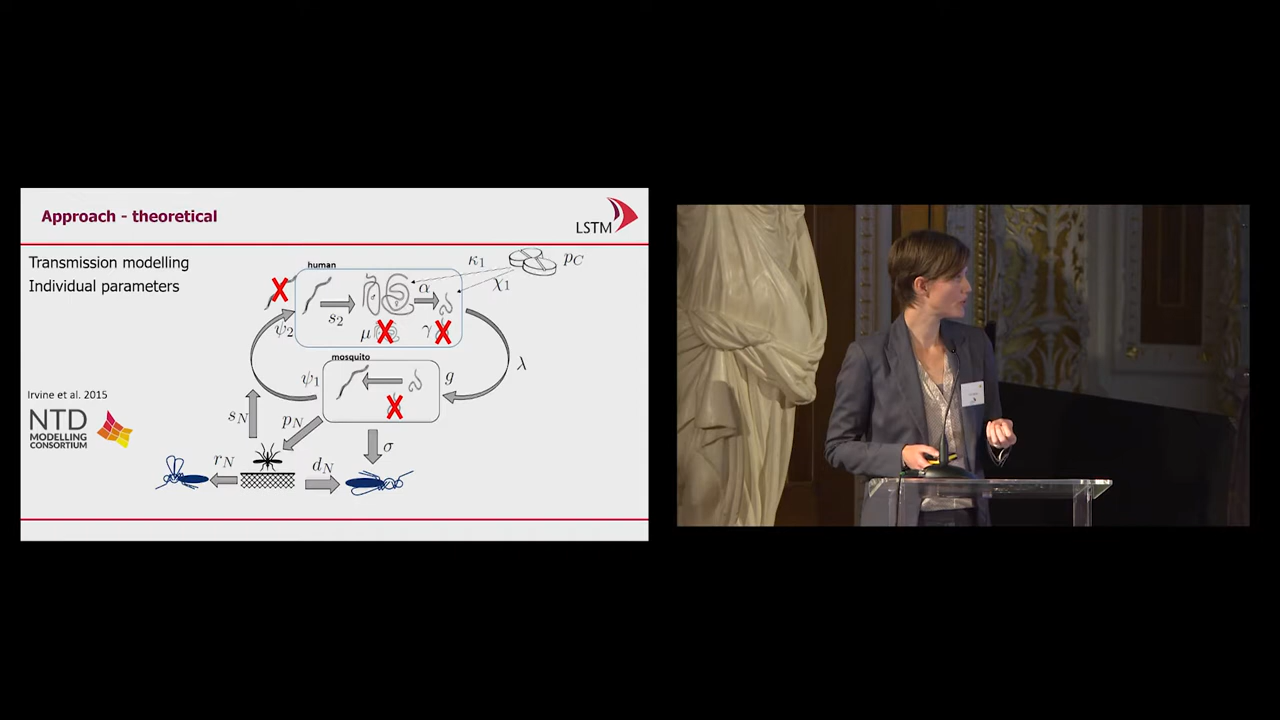 Approach - theoretical
LSTM
Transmission modelling
Individual parameters
human
κ1
pC
χ1
α
s2
μ
γ
ψ2
mosquito
λ
ψ1
g
Irvine et al. 2015
NTD
MODELLING
CONSORTIUM
sN
pN
σ
rN
dN